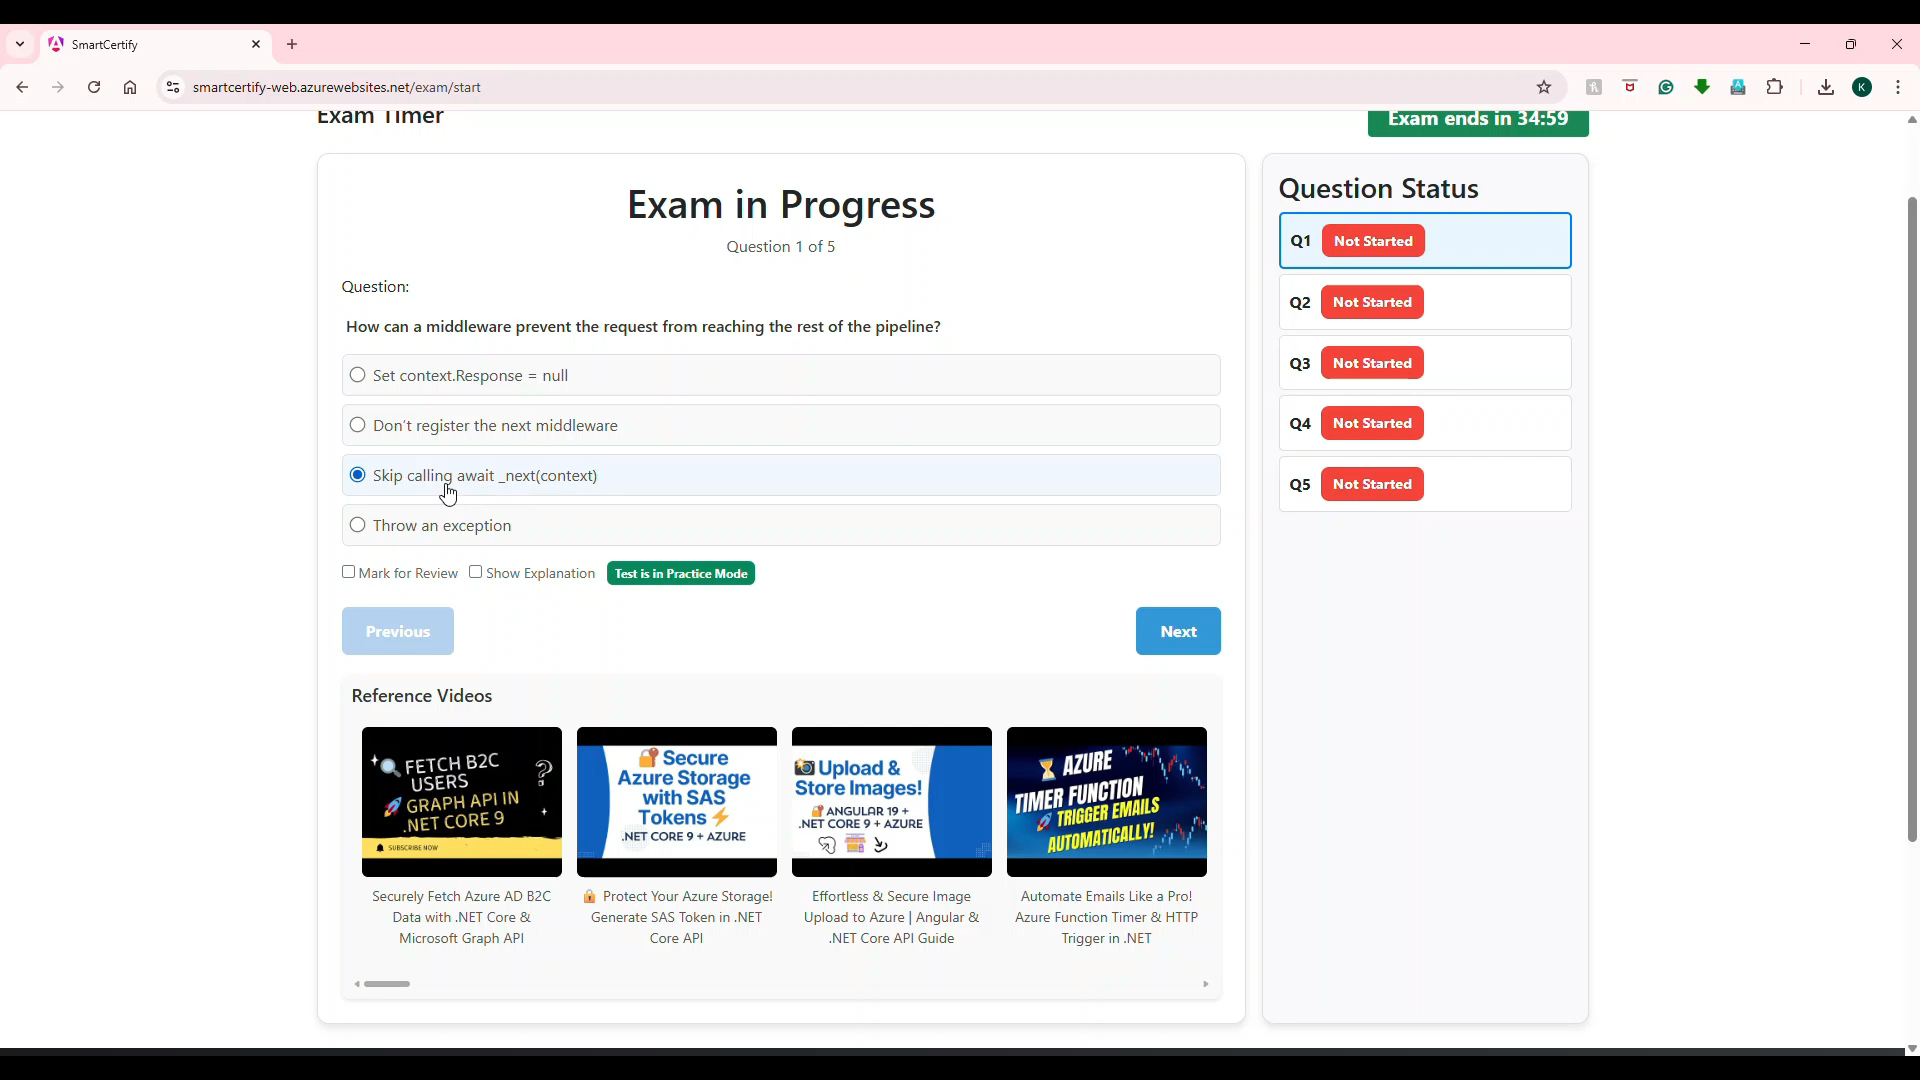 SmartCertify
smartcertify-web.azurewebsites.net/exam/start
K
Exam Timer
Exam ends in 34:59
Exam in Progress
Question 1 of 5
Question:
How can a middleware prevent the request from reaching the rest of the pipeline?
Set context.Response = null
Don't register the next middleware
Skip calling await _next(context)
Throw an exception
Mark for Review
Show Explanation
Test is in Practice Mode
Previous
Next
Reference Videos
FETCH B2C
USERS
GRAPH API IN
.NET CORE 9
SUBSCRIBE NOW
Securely Fetch Azure AD B2C
Data with .NET Core &
Microsoft Graph API
Secure
Azure Storage
with SAS
Tokens
.NET CORE 9 + AZURE
Protect Your Azure Storage!
Generate SAS Token in .NET
Core API
Upload &
Store Images!
ANGULAR 19 +
.NET CORE 9 + AZURE
Effortless & Secure Image
Upload to Azure | Angular &
.NET Core API Guide
AZURE
TIMER FUNCTION
TRIGGER EMAILS
AUTOMATICALLY!
Automate Emails Like a Pro!
Azure Function Timer & HTTP
Trigger in .NET
Question Status
Q1 Not Started
Q2 Not Started
Q3 Not Started
Q4 Not Started
Q5 Not Started